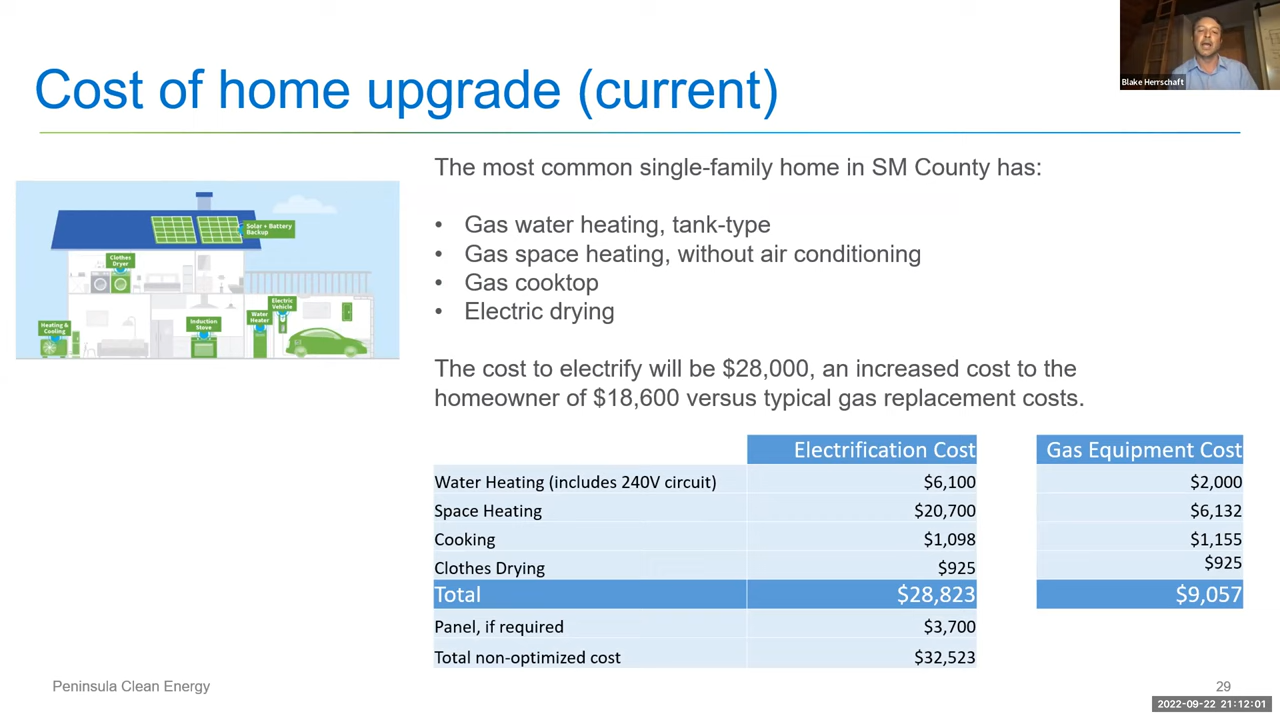 Blake Herrschaft
Cost of home upgrade (current)
The most common single-family home in SM County has:
• Gas water heating, tank-type
• Gas space heating, without air conditioning
• Gas cooktop
• Electric drying
Solar + Battery
Backup
Clothes
Dryer
Electric
Vehicle
Heating &
Cooling
Induction
Stove
Water
Heater
The cost to electrify will be $28,000, an increased cost to the
homeowner of $18,600 versus typical gas replacement costs.
Electrification Cost Gas Equipment Cost
Water Heating (includes 240V circuit) $6,100 $2,000
Space Heating $20,700 $6,132
Cooking $1,098 $1,155
Clothes Drying $925 $925
Total $28,823 $9,057
Panel, if required $3,700
Total non-optimized cost $32,523
Peninsula Clean Energy 29
2022-09-22 21:12:01